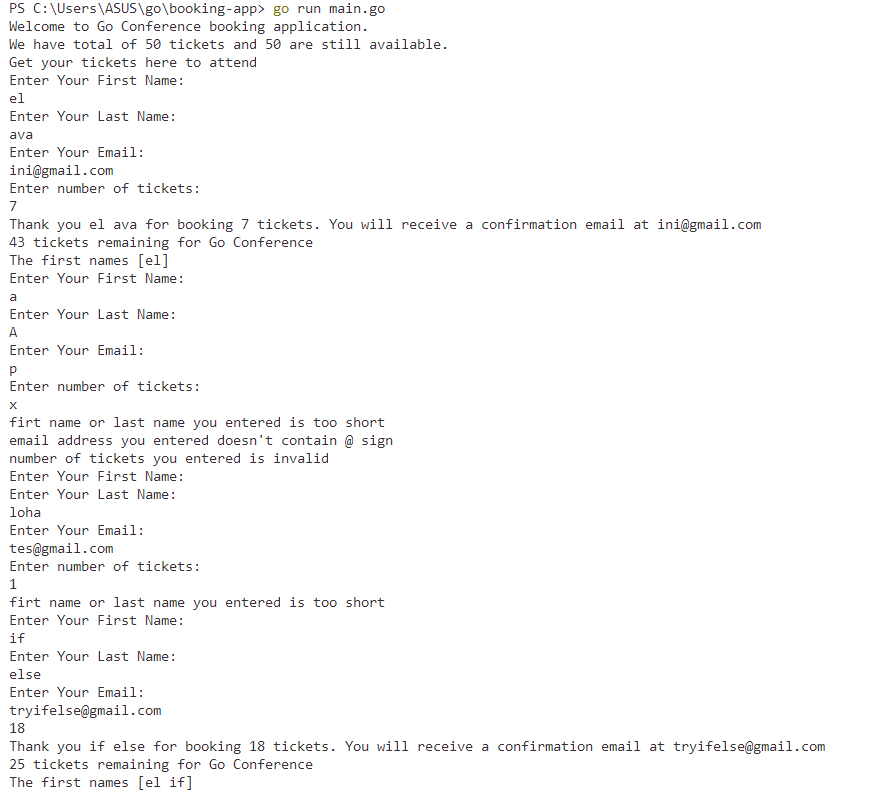 PS C:\Users\ASUS\go\booking-app> go run main.go
Welcome to Go Conference booking application.
We have total of 50 tickets and 50 are still available.
Get your tickets here to attend
Enter Your First Name:
el
Enter Your Last Name:
ava
Enter Your Email:
ini@gmail.com
Enter number of tickets:
7
Thank you el ava for booking 7 tickets. You will receive a confirmation email at ini@gmail.com
43 tickets remaining for Go Conference
The first names [el]
Enter Your First Name:
a
Enter Your Last Name:
A
Enter Your Email:
p
Enter number of tickets:
x
firt name or last name you entered is too short
email address you entered doesn't contain @ sign
number of tickets you entered is invalid
Enter Your First Name:
Enter Your Last Name:
loha
Enter Your Email:
tes@gmail.com
Enter number of tickets:
1
firt name or last name you entered is too short
Enter Your First Name:
if
Enter Your Last Name:
else
Enter Your Email:
tryifelse@gmail.com
18
Thank you if else for booking 18 tickets. You will receive a confirmation email at tryifelse@gmail.com
25 tickets remaining for Go Conference
The first names [el if]